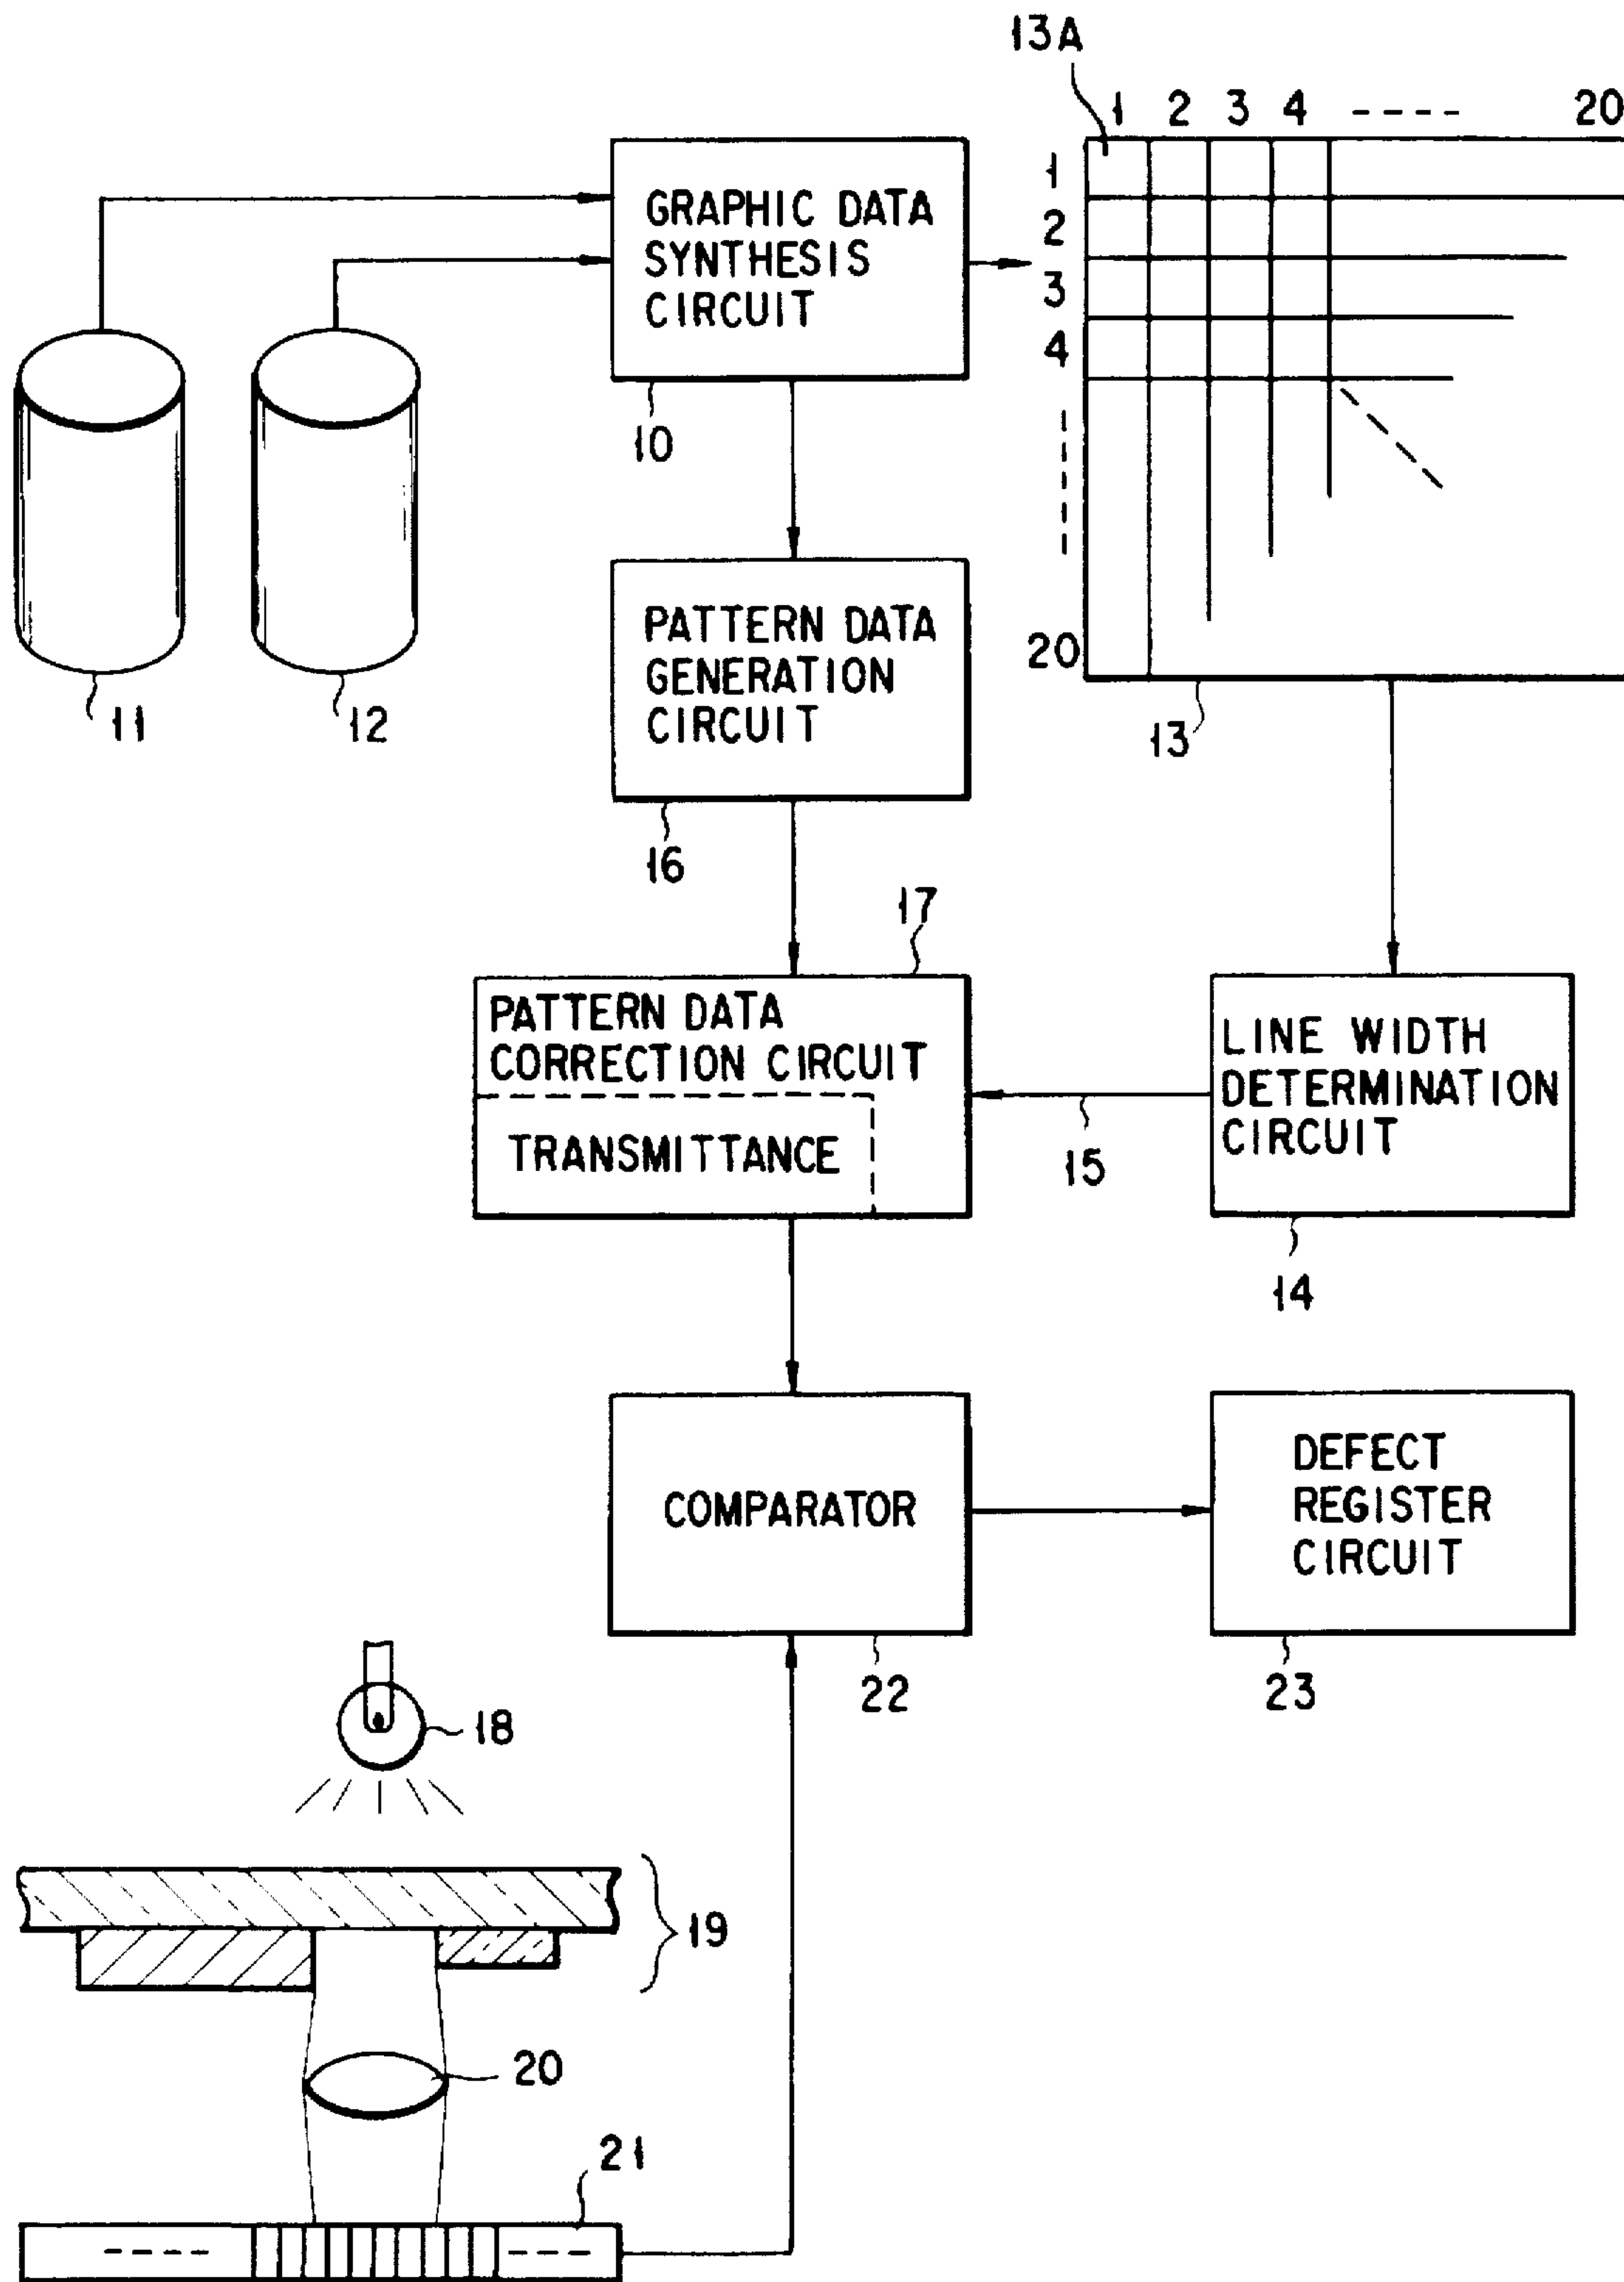 13A
1 2 3 4 ---- 20
1
2
3
4
20
GRAPHIC DATA
SYNTHESIS
CIRCUIT
10
11
12
13
PATTERN DATA
GENERATION
CIRCUIT
16
17
PATTERN DATA
CORRECTION CIRCUIT
TRANSMITTANCE
15
LINE WIDTH
DETERMINATION
CIRCUIT
14
COMPARATOR
22
DEFECT
REGISTER
CIRCUIT
23
18
19
20
21